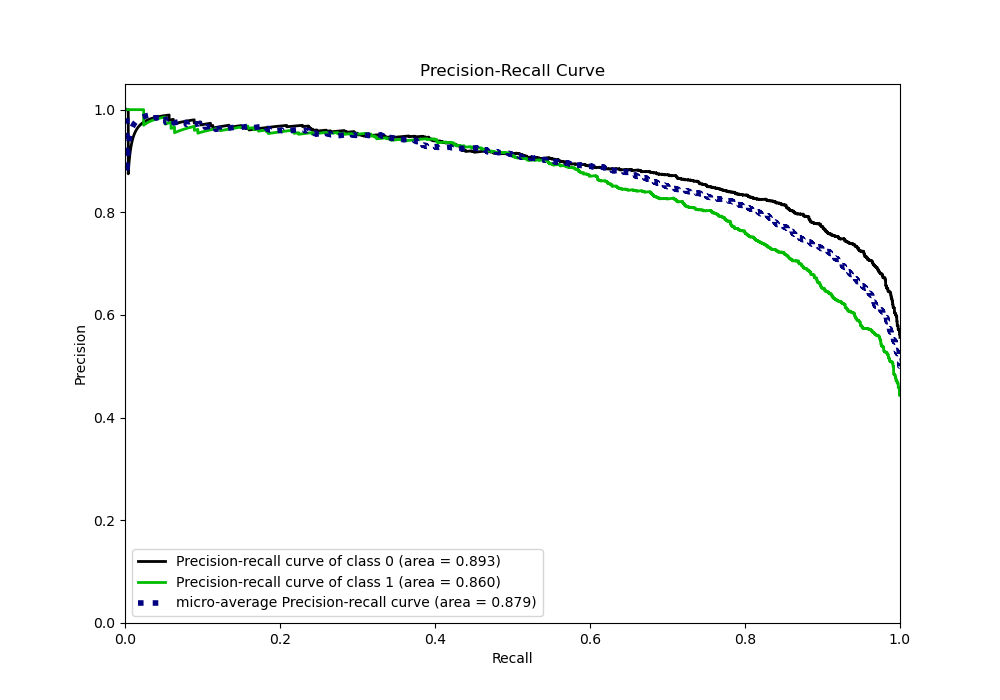 Precision-Recall Curve
1.0
0.8
0.6
0.4
0.2
0.0
Precision
Precision-recall curve of class 0 (area = 0.893)
Precision-recall curve of class 1 (area = 0.860)
micro-average Precision-recall curve (area = 0.879)
0.0 0.2 0.4 0.6 0.8 1.0
Recall